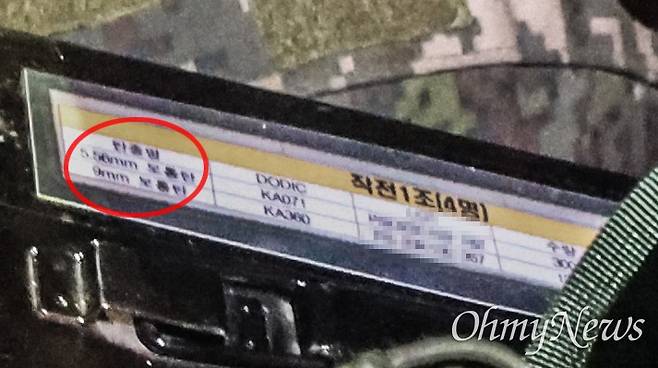 작전1조(4명)
탄종명 DODIC 수량
5.56mm 보통탄 KA071 300
9mm 보통탄 KA360
OhmyNews